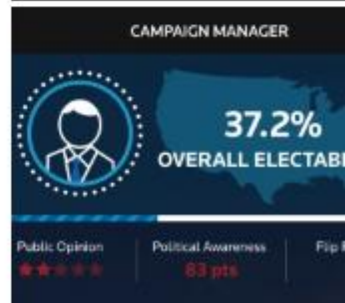 CAMPAIGN MANAGER
37.2%
OVERALL ELECTAB
Public Opinion
Political Awareness
Flip
83 pts